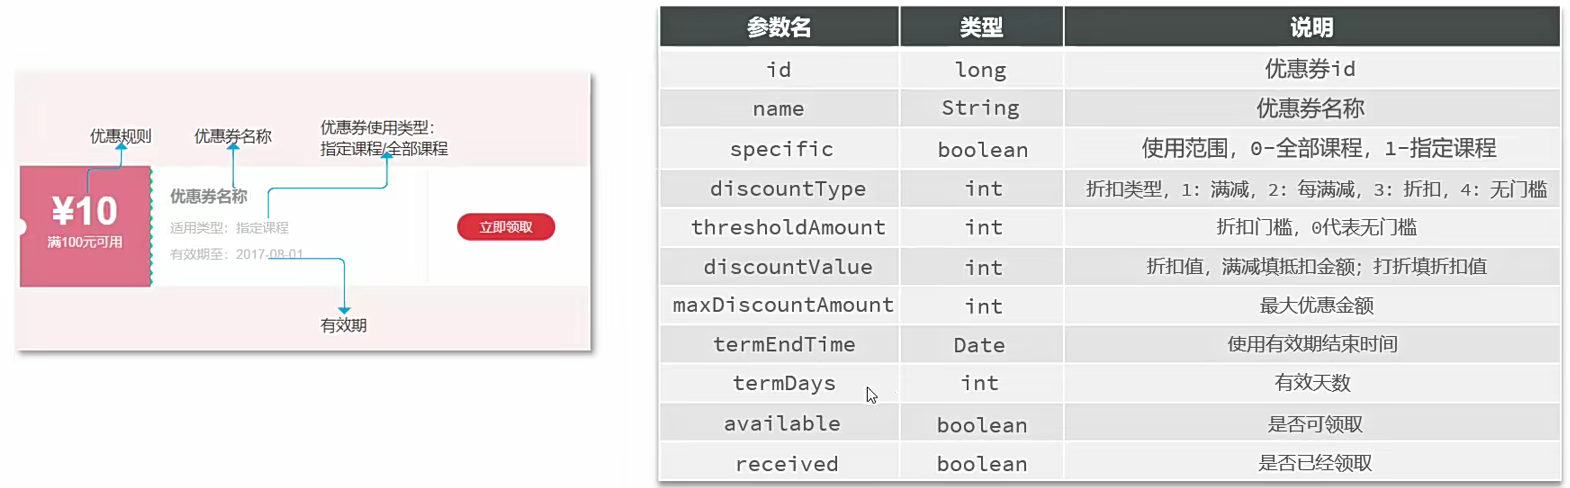 优惠规则
优惠券名称
优惠券使用类型：
指定课程/全部课程
¥10
满100元可用
优惠券名称
适用类型：指定课程
有效期至：2017-08-01
立即领取
有效期
参数名 类型 说明
id long 优惠券id
name String 优惠券名称
specific boolean 使用范围，0-全部课程，1-指定课程
discountType int 折扣类型，1：满减，2：每满减，3：折扣，4：无门槛
thresholdAmount int 折扣门槛，0代表无门槛
discountValue int 折扣值，满减填抵扣金额；打折填折扣值
maxDiscountAmount int 最大优惠金额
termEndTime Date 使用有效期结束时间
termDays int 有效天数
available boolean 是否可领取
received boolean 是否已经领取